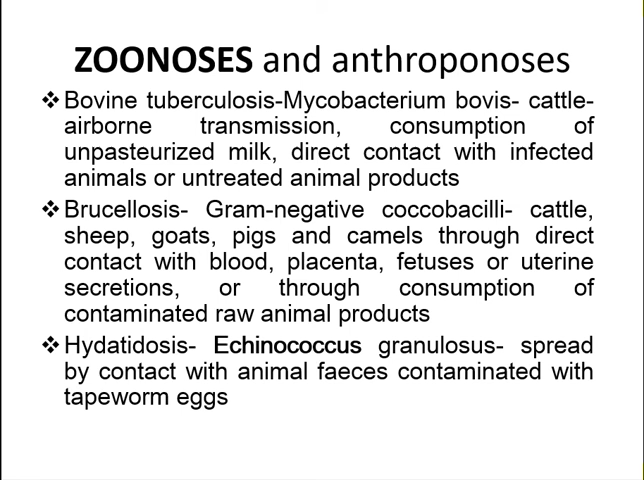 ZOONOSES and anthroponoses
❖Bovine tuberculosis-Mycobacterium bovis- cattle-
airborne transmission, consumption of
unpasteurized milk, direct contact with infected
animals or untreated animal products
❖Brucellosis- Gram-negative coccobacilli- cattle,
sheep, goats, pigs and camels through direct
contact with blood, placenta, fetuses or uterine
secretions, or through consumption of
contaminated raw animal products
❖Hydatidosis- Echinococcus granulosus- spread
by contact with animal faeces contaminated with
tapeworm eggs